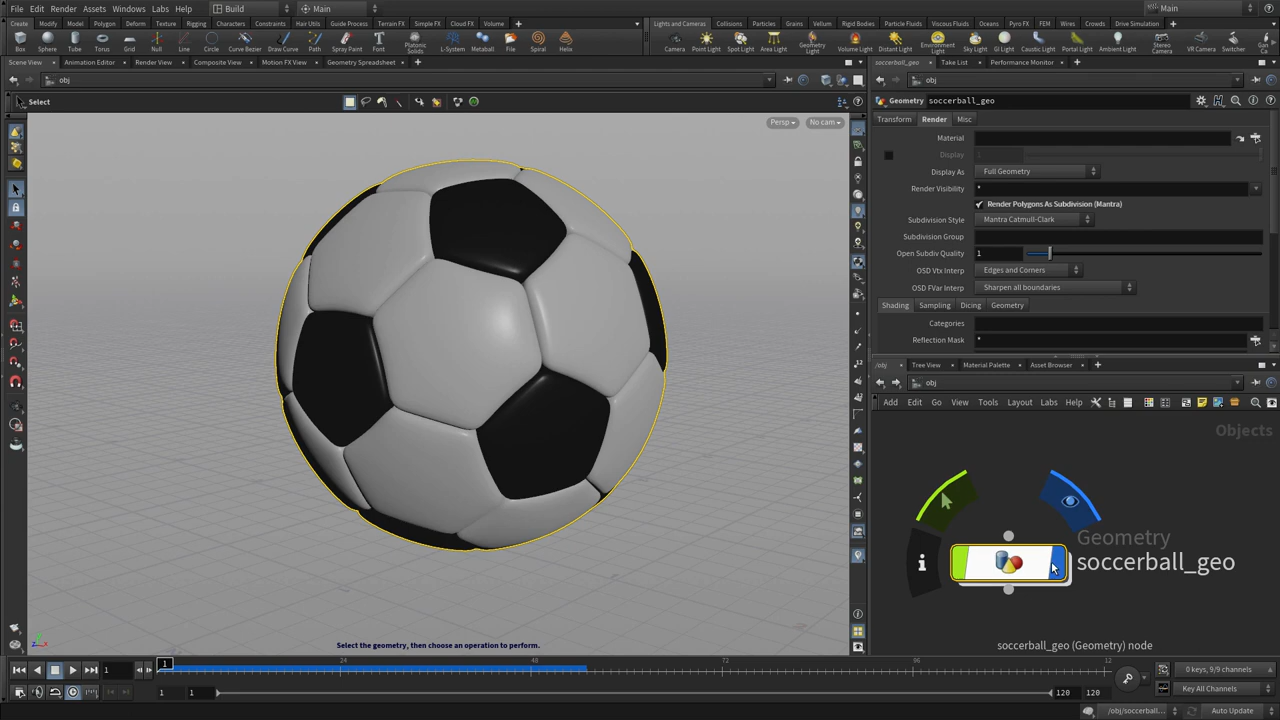 File Edit Render Assets Windows Labs Help Build Main Main
Create Modify Model Polygon Deform Texture Rigging Characters Constraints Hair Utils Guide Process Terrain FX Simple FX Cloud FX Volume
Lights and Cameras Collisions Particles Grains Vellum Rigid Bodies Particle Fluids Viscous Fluids Oceans Pyro FX FEM Wires Crowds Drive Simulation
Box Sphere Tube Torus Grid Null Line Circle Curve Bezier Draw Curve Path Spray Paint Font Platonic Solids L-System Metaball File Spiral Helix
Camera Point Light Spot Light Area Light Geometry Light Volume Light Distant Light Environment Light Sky Light GI Light Caustic Light Portal Light Ambient Light Stereo Camera VR Camera Switcher
Scene View Animation Editor Render View Composite View Motion FX View Geometry Spreadsheet
soccerball_geo Take List Performance Monitor
obj
obj
Select
Geometry soccerball_geo
Transform Render Misc
Persp No cam
Material
Display 1
Display As Full Geometry
Render Visibility *
Render Polygons As Subdivision (Mantra)
Subdivision Style Mantra Catmull-Clark
Subdivision Group
Open Subdiv Quality 1
OSD Vtx Interp Edges and Corners
OSD FVar Interp Sharpen all boundaries
Shading Sampling Dicing Geometry
Categories
Reflection Mask *
/obj Tree View Material Palette Asset Browser
obj
Add Edit Go View Tools Layout Labs Help
Objects
Geometry
soccerball_geo
soccerball_geo (Geometry) node
Select the geometry, then choose an operation to perform.
1 1 24 48 72 96 12
0 keys, 9/9 channels
1 1 120 120
Key All Channels
/obj/soccerball... Auto Update